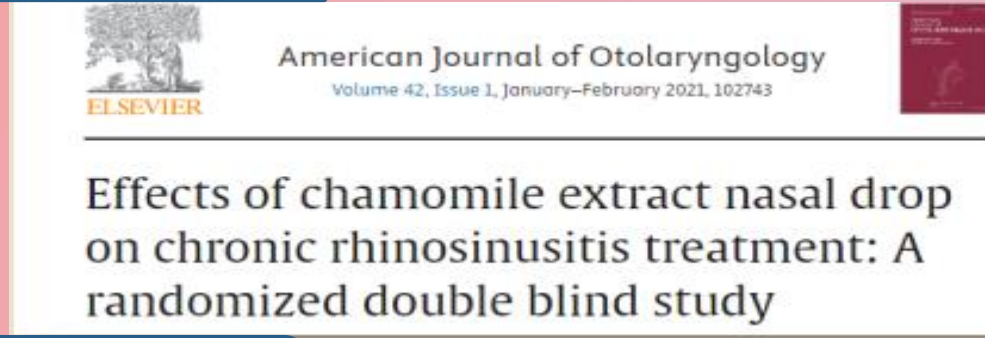 ELSEVIER
American Journal of Otolaryngology
Volume 42, Issue 1, January–February 2021, 102743
Effects of chamomile extract nasal drop
on chronic rhinosinusitis treatment: A
randomized double blind study